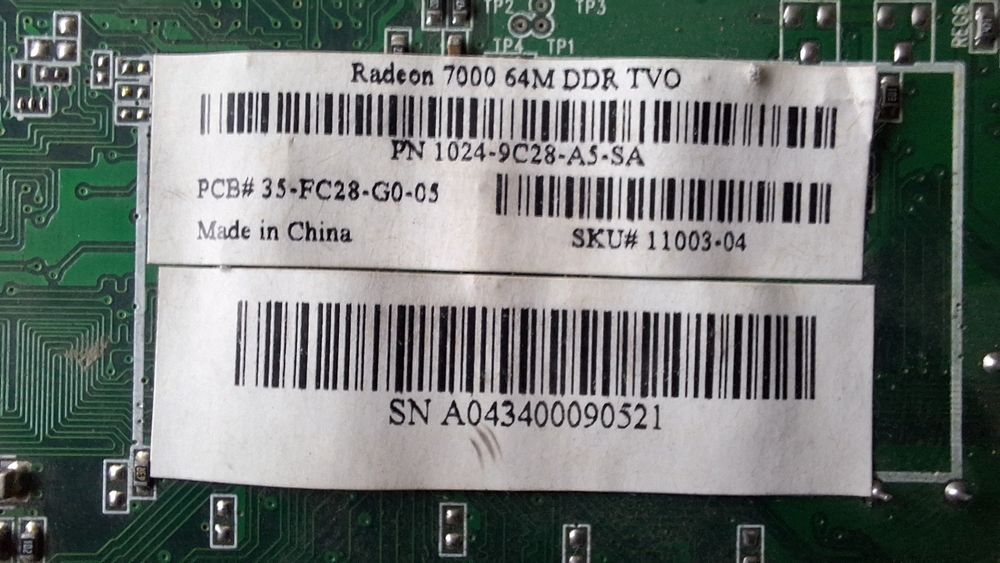 TP2 TP3
TP4 TP1
REG6
Radeon 7000 64M DDR TVO
PN 1024-9C28-A5-SA
PCB# 35-FC28-G0-05
Made in China
SKU# 11003-04
SN A043400090521